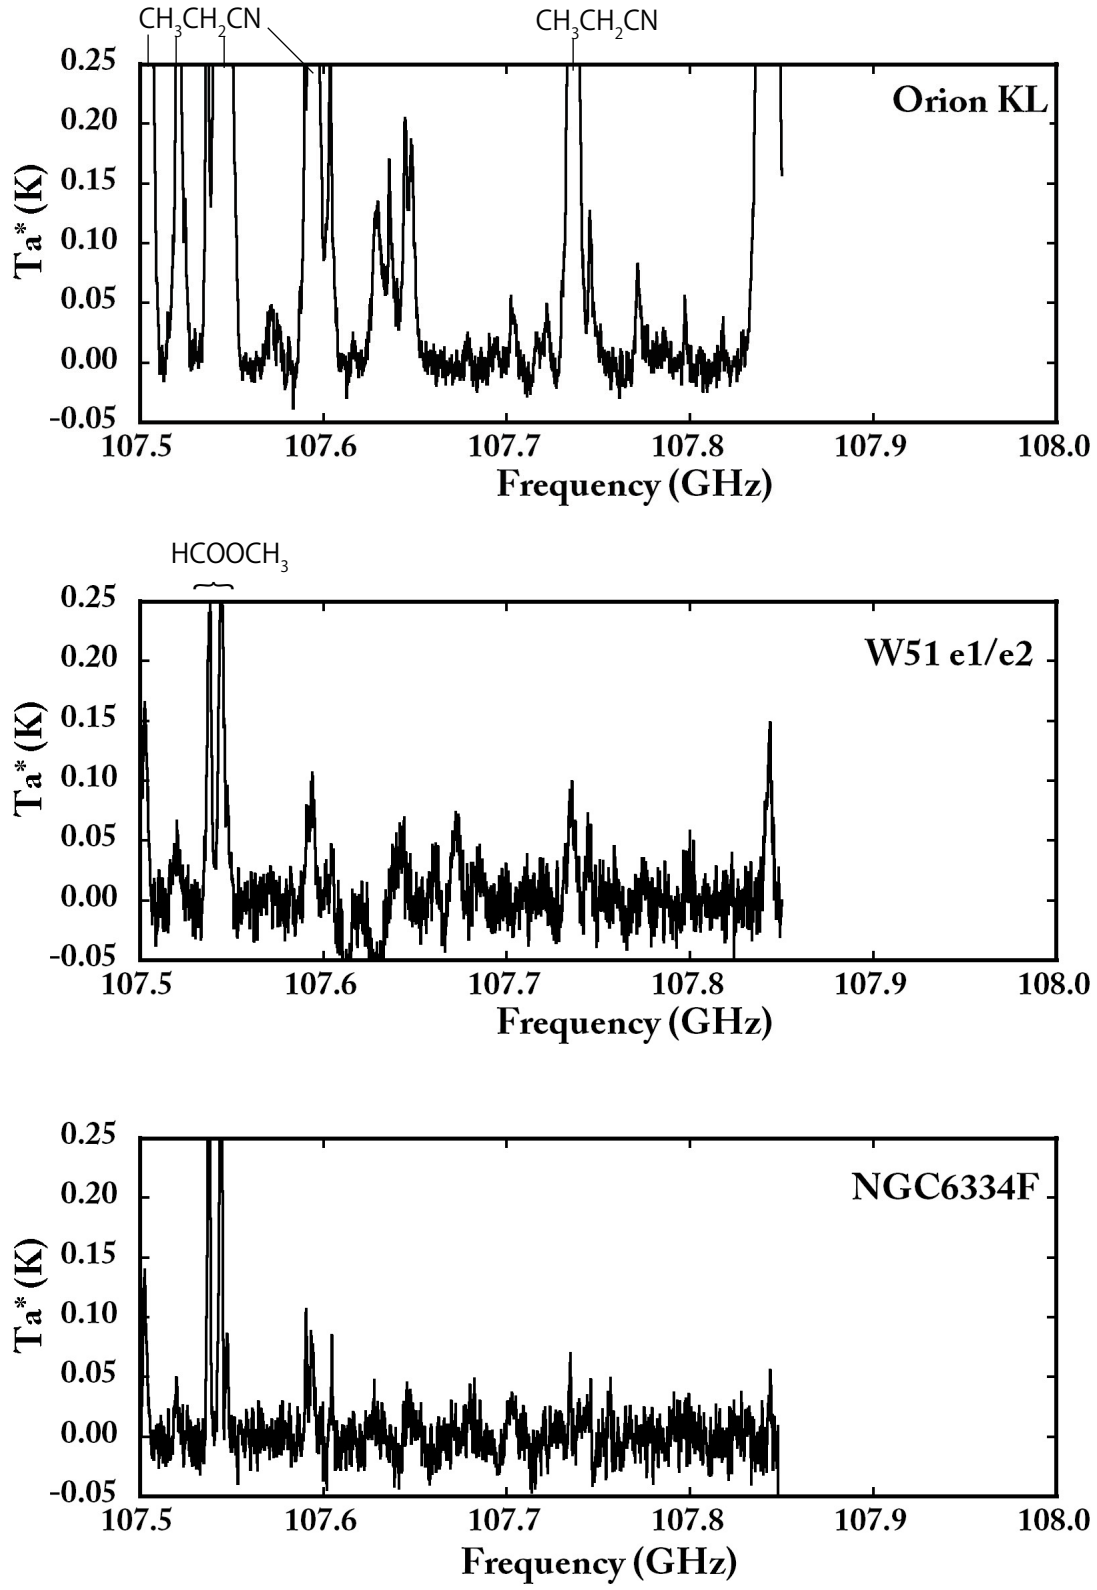 CH₃CH₂CN CH₃CH₂CN
0.25
0.20
0.15
0.10
0.05
0.00
-0.05
Ta* (K)
Orion KL
107.5 107.6 107.7 107.8 107.9 108.0
Frequency (GHz)
HCOOCH₃
0.25
0.20
0.15
0.10
0.05
0.00
-0.05
Ta* (K)
W51 e1/e2
107.5 107.6 107.7 107.8 107.9 108.0
Frequency (GHz)
0.25
0.20
0.15
0.10
0.05
0.00
-0.05
Ta* (K)
NGC6334F
107.5 107.6 107.7 107.8 107.9 108.0
Frequency (GHz)